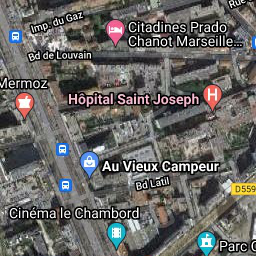 Imp. du Gaz
Rue
Citadines Prado
Chanot Marseille...
Bd de Louvain
Mermoz
Hôpital Saint Joseph
H
Au Vieux Campeur
Bd Latil
D559
Cinéma le Chambord
Parc C